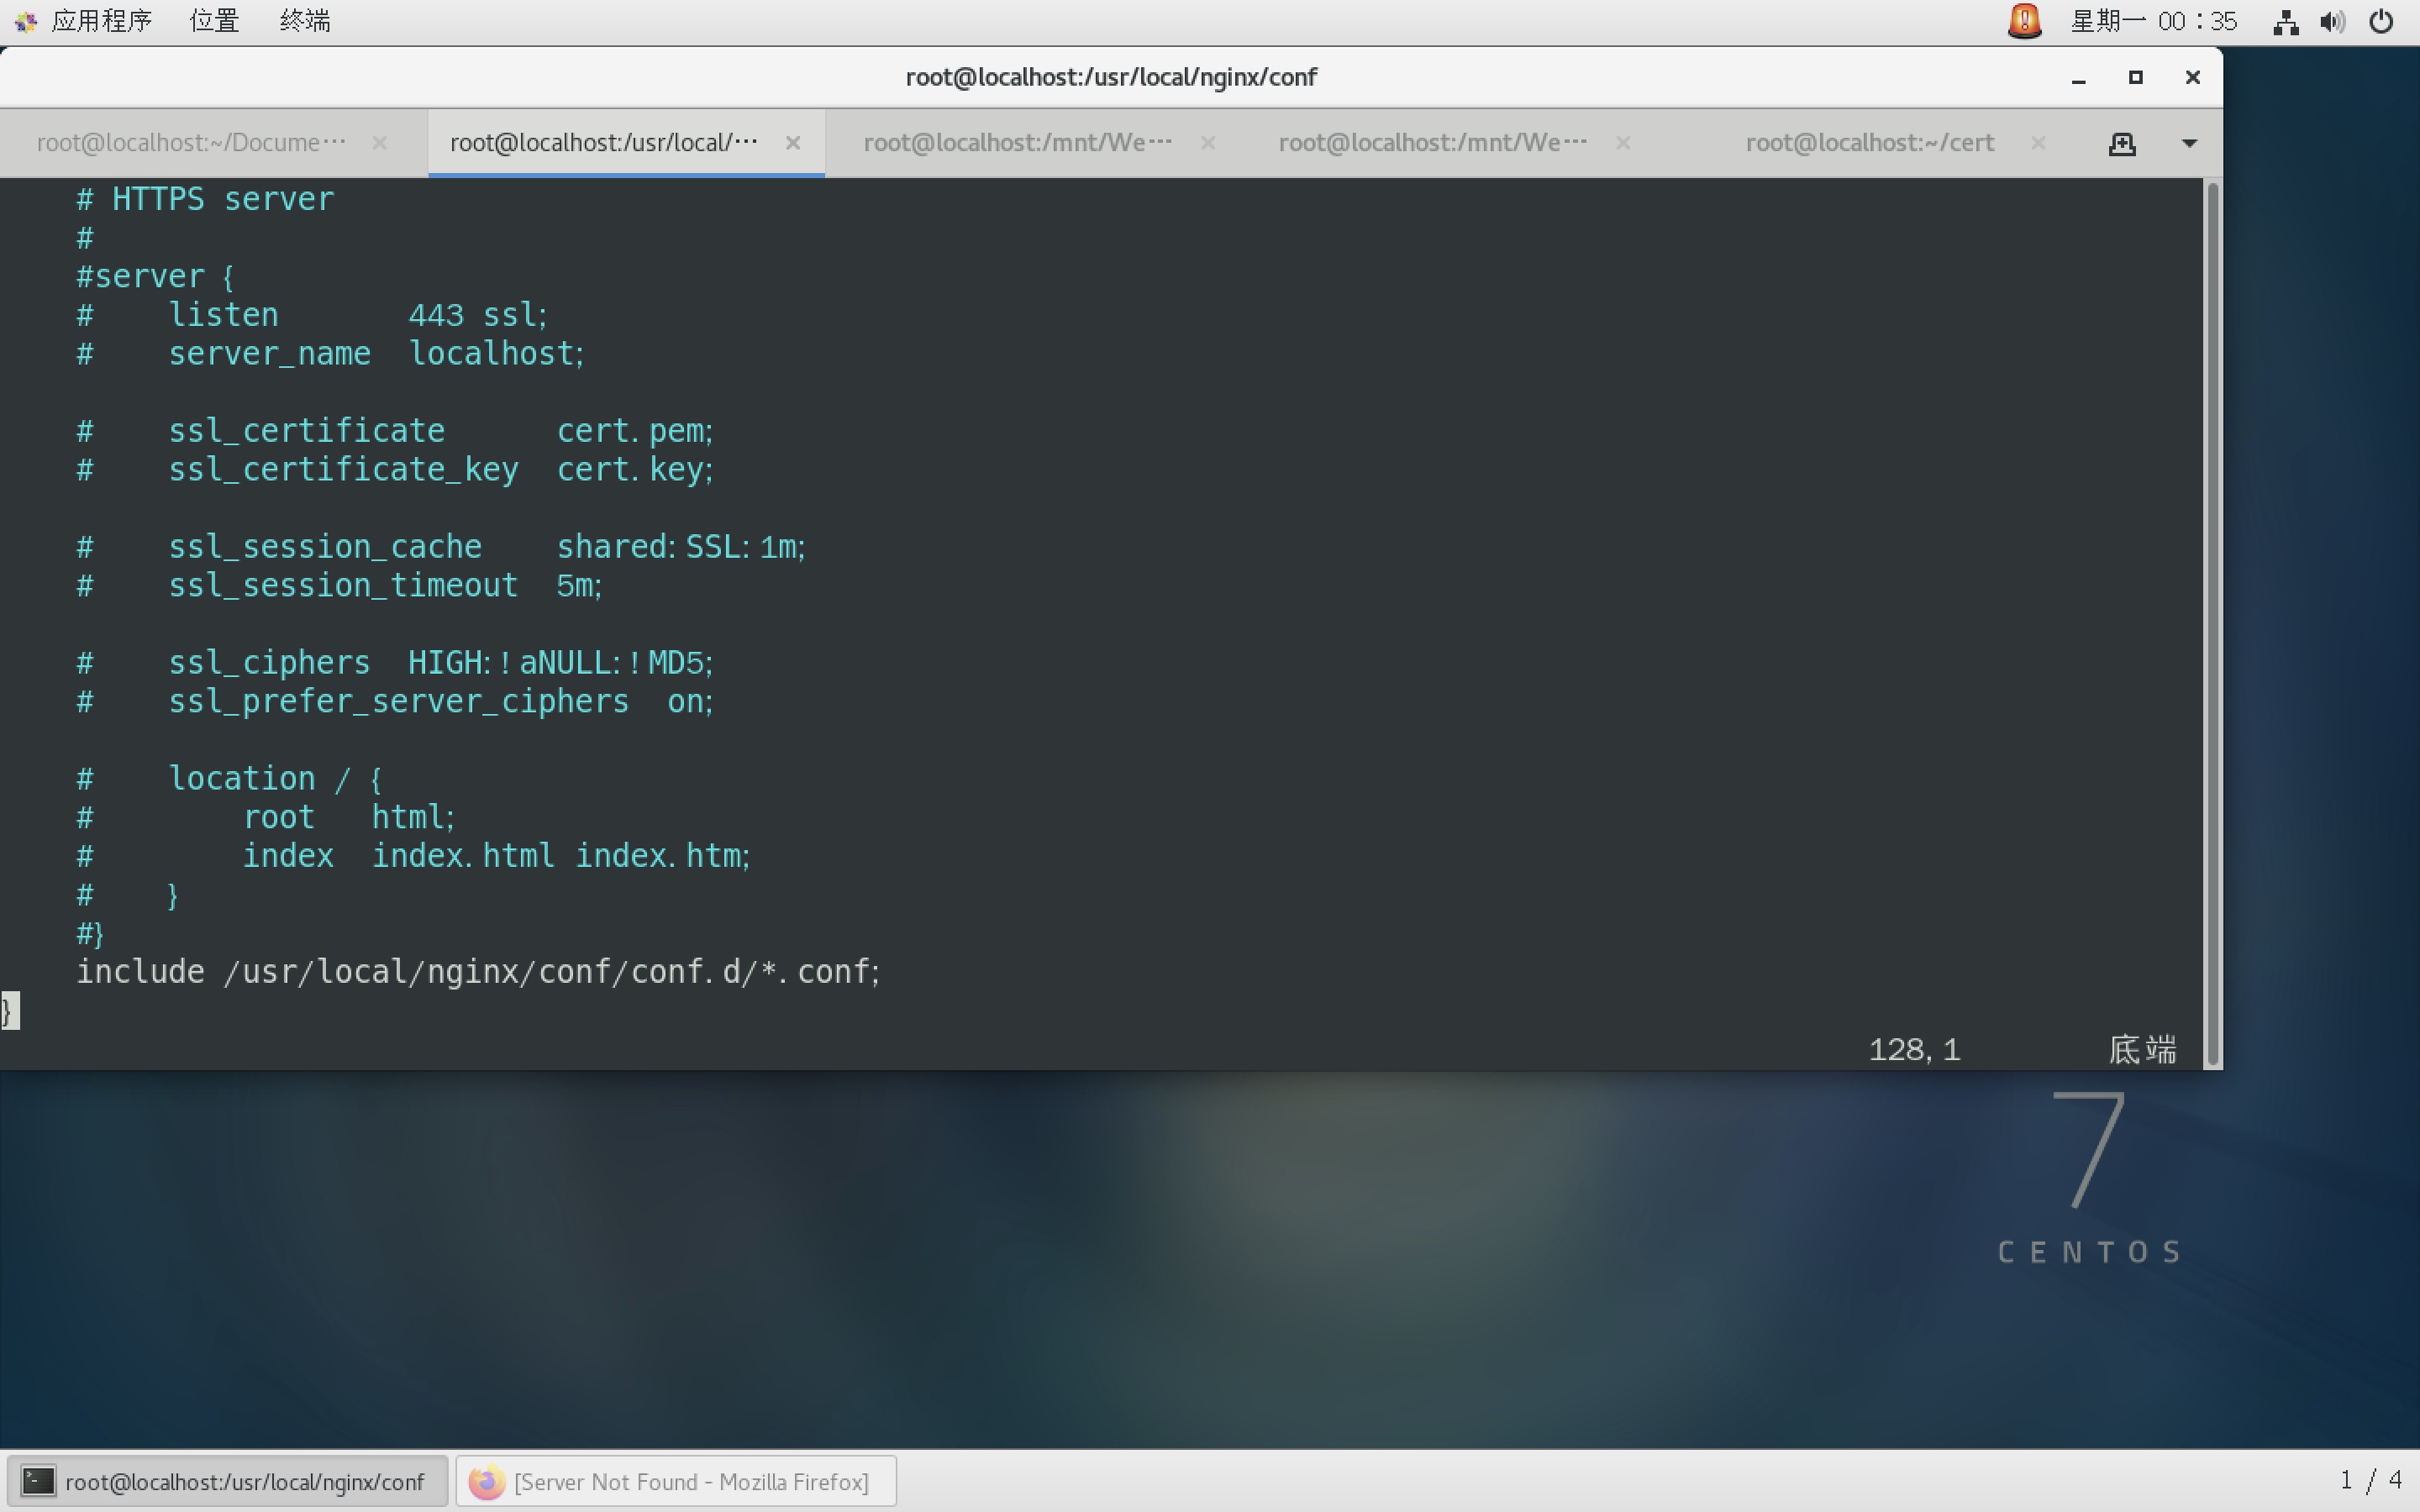 应用程序 位置 终端 星期一 00：35
root@localhost:/usr/local/nginx/conf
root@localhost:~/Docume··· root@localhost:/usr/local/··· root@localhost:/mnt/We··· root@localhost:/mnt/We··· root@localhost:~/cert
# HTTPS server
#
#server {
#    listen       443 ssl;
#    server_name  localhost;
#    ssl_certificate      cert.pem;
#    ssl_certificate_key  cert.key;
#    ssl_session_cache    shared:SSL:1m;
#    ssl_session_timeout  5m;
#    ssl_ciphers  HIGH:!aNULL:!MD5;
#    ssl_prefer_server_ciphers  on;
#    location / {
#        root   html;
#        index  index.html index.htm;
#    }
#}
include /usr/local/nginx/conf/conf.d/*.conf;
}
128,1 底端
7
CENTOS
root@localhost:/usr/local/nginx/conf [Server Not Found - Mozilla Firefox] 1 / 4